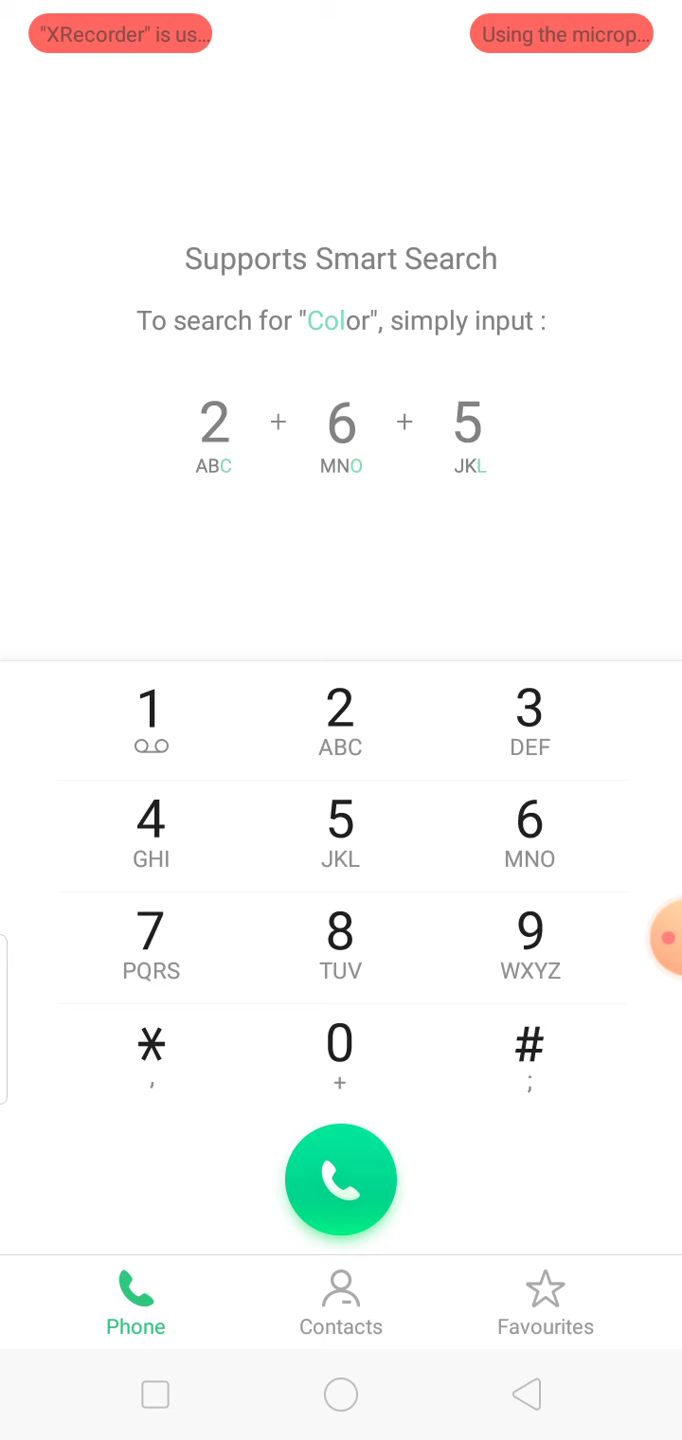 "XRecorder" is us... Using the microp...
Supports Smart Search
To search for "Color", simply input :
2 + 6 + 5
ABC MNO JKL
1 2 3
ABC DEF
4 5 6
GHI JKL MNO
7 8 9
PQRS TUV WXYZ
* 0 #
, + ;
Phone Contacts Favourites